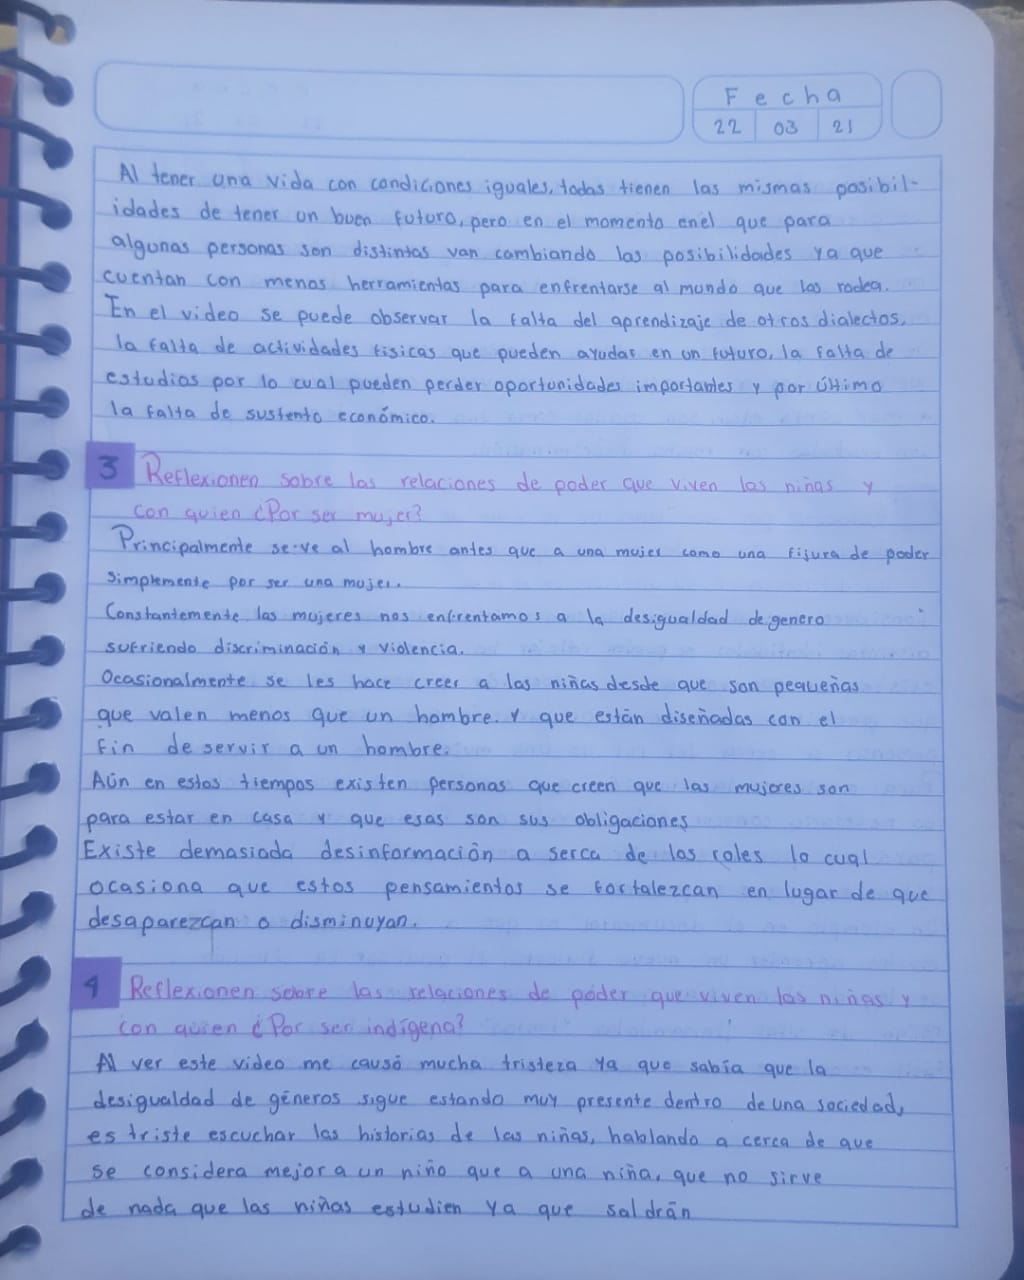 Fecha
22 03 21
Al tener una vida con condiciones iguales, todas tienen las mismas posibil-
idades de tener un buen futuro, pero en el momento enel que para
algunas personas son distintas van cambiando las posibilidades ya que
cuentan con menos herramientas para enfrentarse al mundo que los rodea.
En el video se puede observar la falta del aprendizaje de otros dialectos,
la falta de actividades fisicas que pueden ayudar en un futuro, la falta de
estudios por lo cual pueden perder oportunidades importantes y por último
la falta de sustento económico.
3 Reflexionen sobre las relaciones de poder que viven las niñas y
con quien ¿Por ser mujer?
Principalmente se ve al hombre antes que a una mujer como una fijura de poder
simplemente por ser una mujer.
Constantemente las mujeres nos enfrentamos a la desigualdad de genero
sufriendo discriminación y violencia.
Ocasionalmente se les hace creer a las niñas desde que son pequeñas
que valen menos que un hombre. y que están diseñadas con el
fin de servir a un hombre.
Aún en estos tiempos existen personas que creen que las mujeres son
para estar en casa y que esas son sus obligaciones
Existe demasiada desinformación a serca de los roles lo cual
ocasiona que estos pensamientos se fortalezcan en lugar de que
desaparezcan o disminuyan.
4 Reflexionen sobre las relaciones de poder que viven las niñas y
con quien ¿Por ser indígena?
Al ver este video me causó mucha tristeza ya que sabía que la
desigualdad de géneros sigue estando muy presente dentro de una sociedad,
es triste escuchar las historias de las niñas, hablando a cerca de que
se considera mejor a un niño que a una niña, que no sirve
de nada que las niñas estudien ya que saldrán